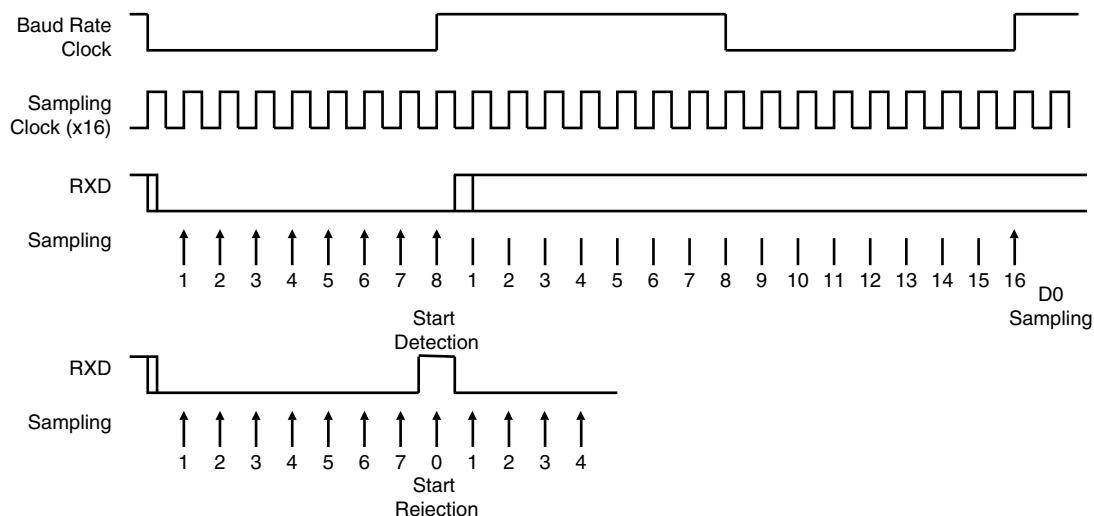 Baud Rate
Clock
Sampling
Clock (x16)
RXD
Sampling
1 2 3 4 5 6 7 8 1 2 3 4 5 6 7 8 9 10 11 12 13 14 15 16
Start
Detection
D0
Sampling
RXD
Sampling
1 2 3 4 5 6 7 0 1 2 3 4
Start
Rejection